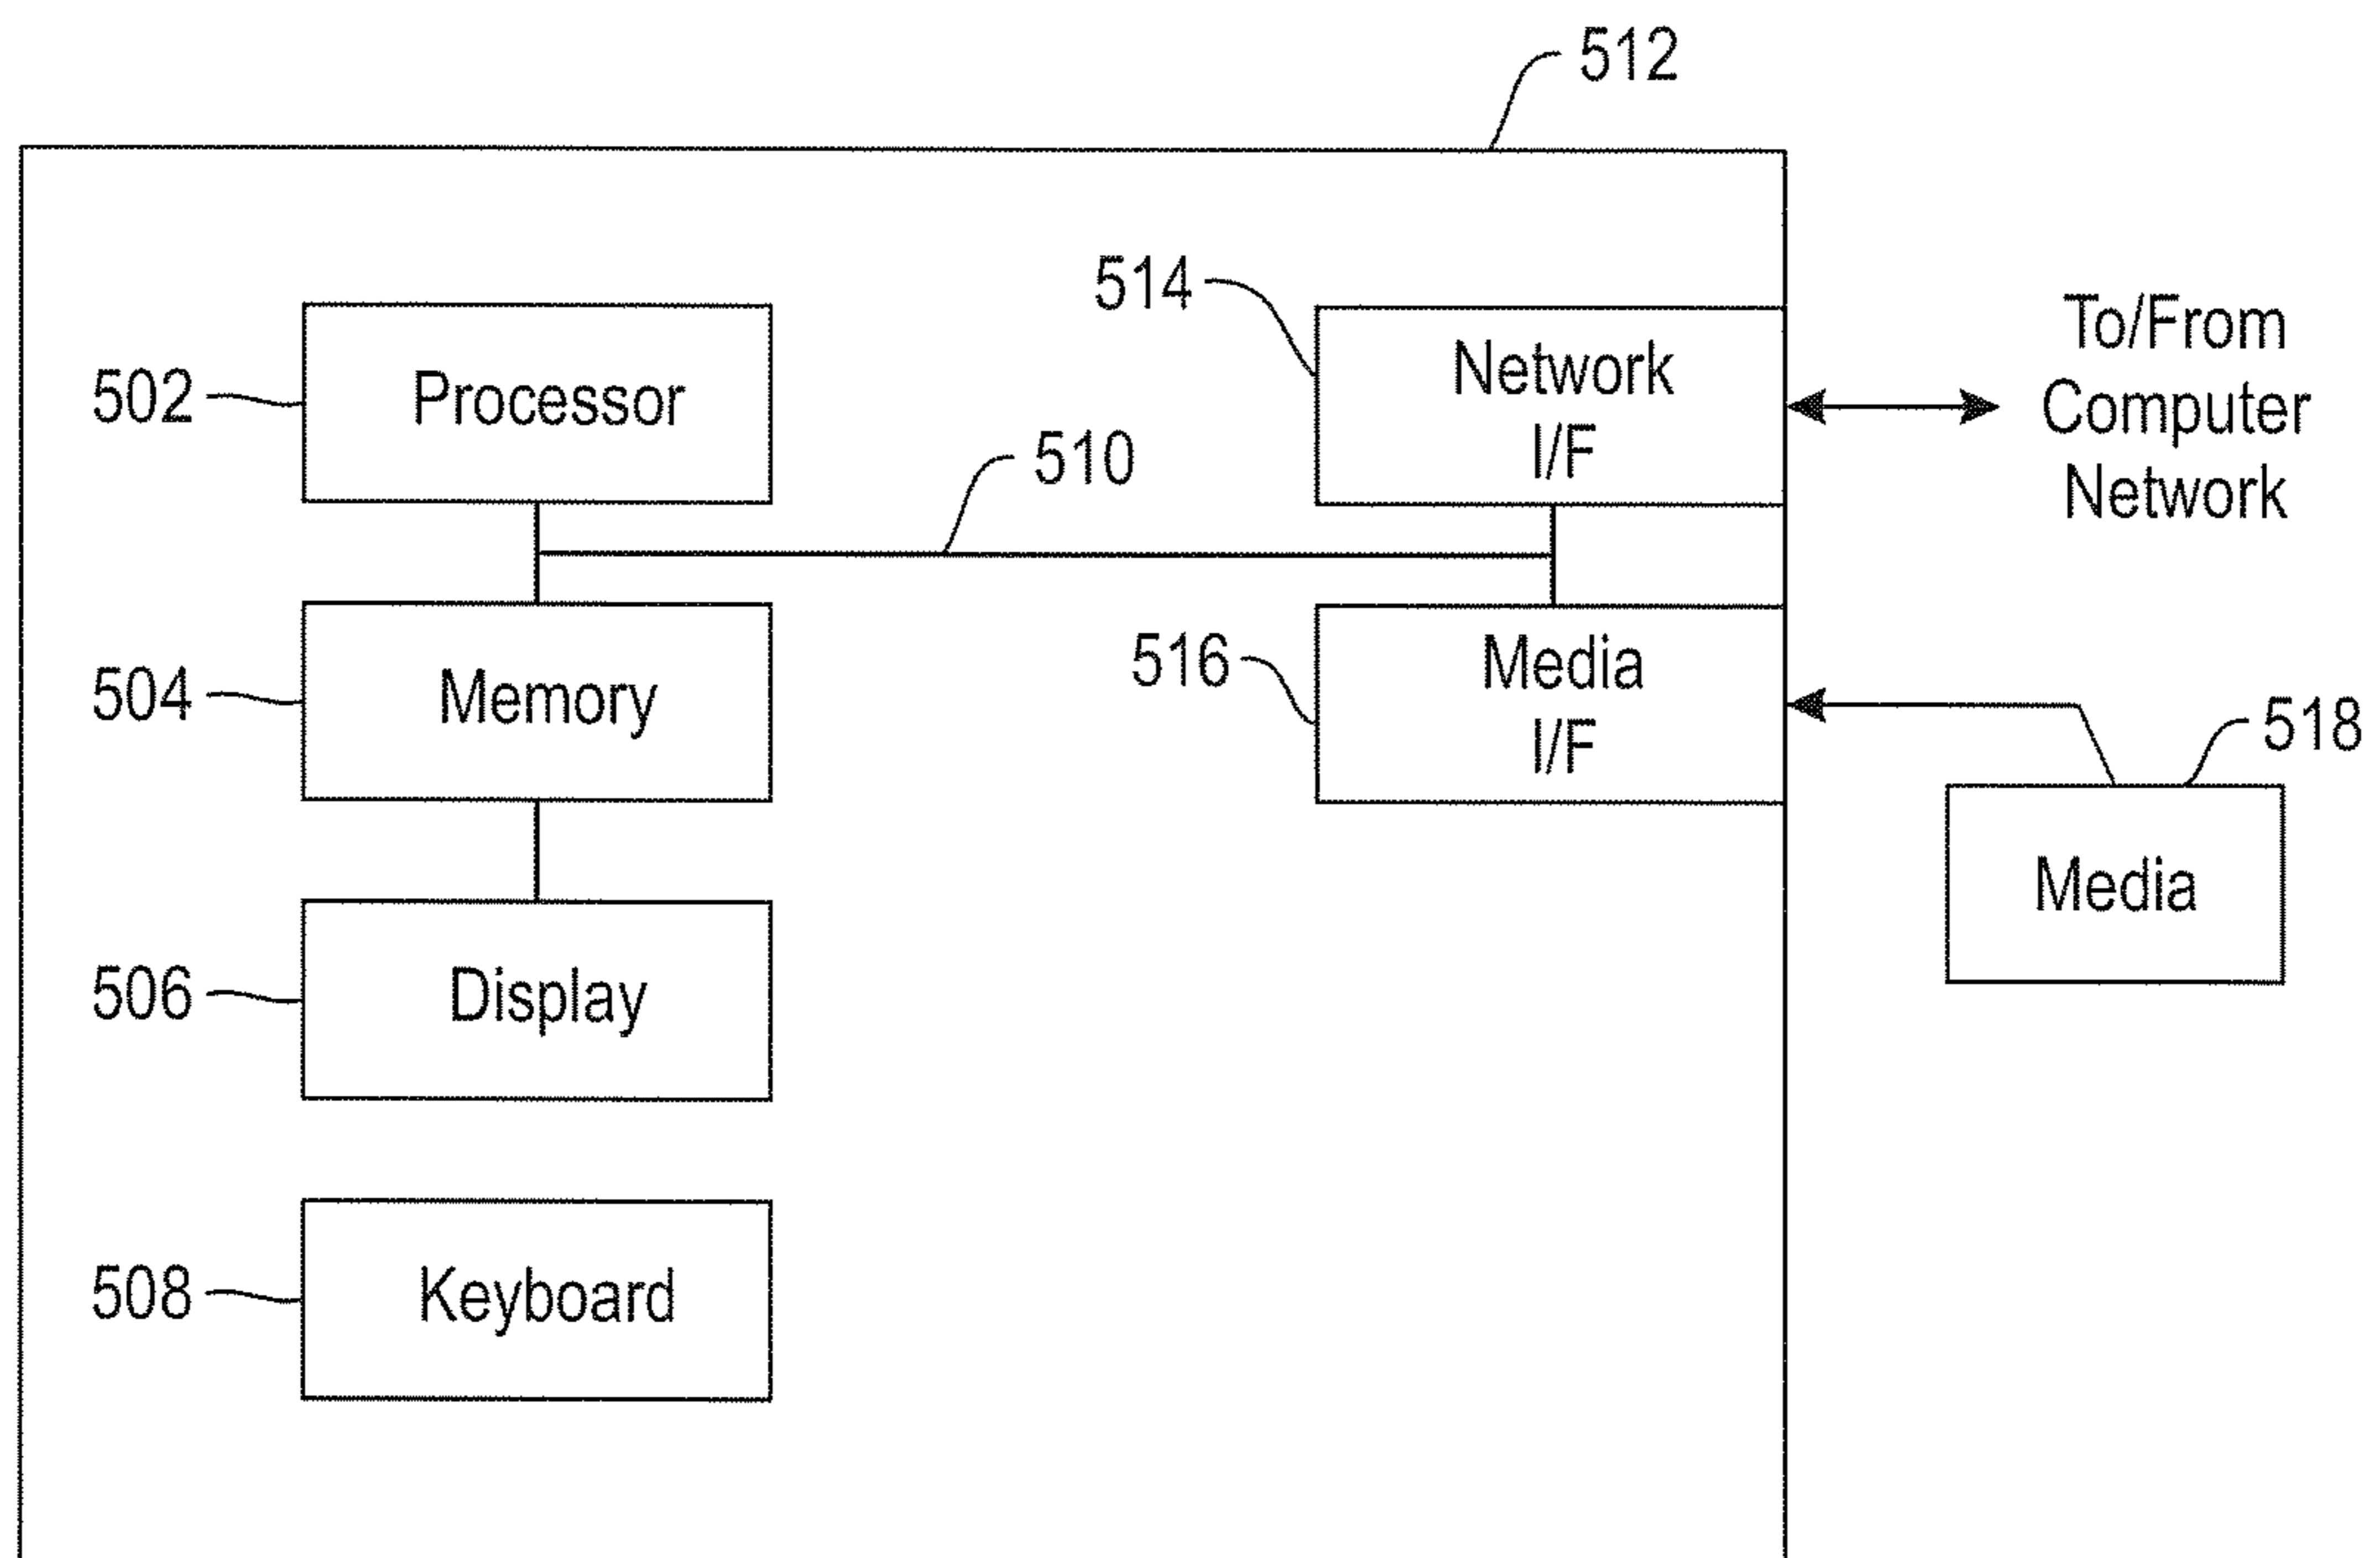 512
514
Network
I/F
To/From
Computer
Network
502
Processor
510
504
Memory
516
Media
I/F
518
Media
506
Display
508
Keyboard